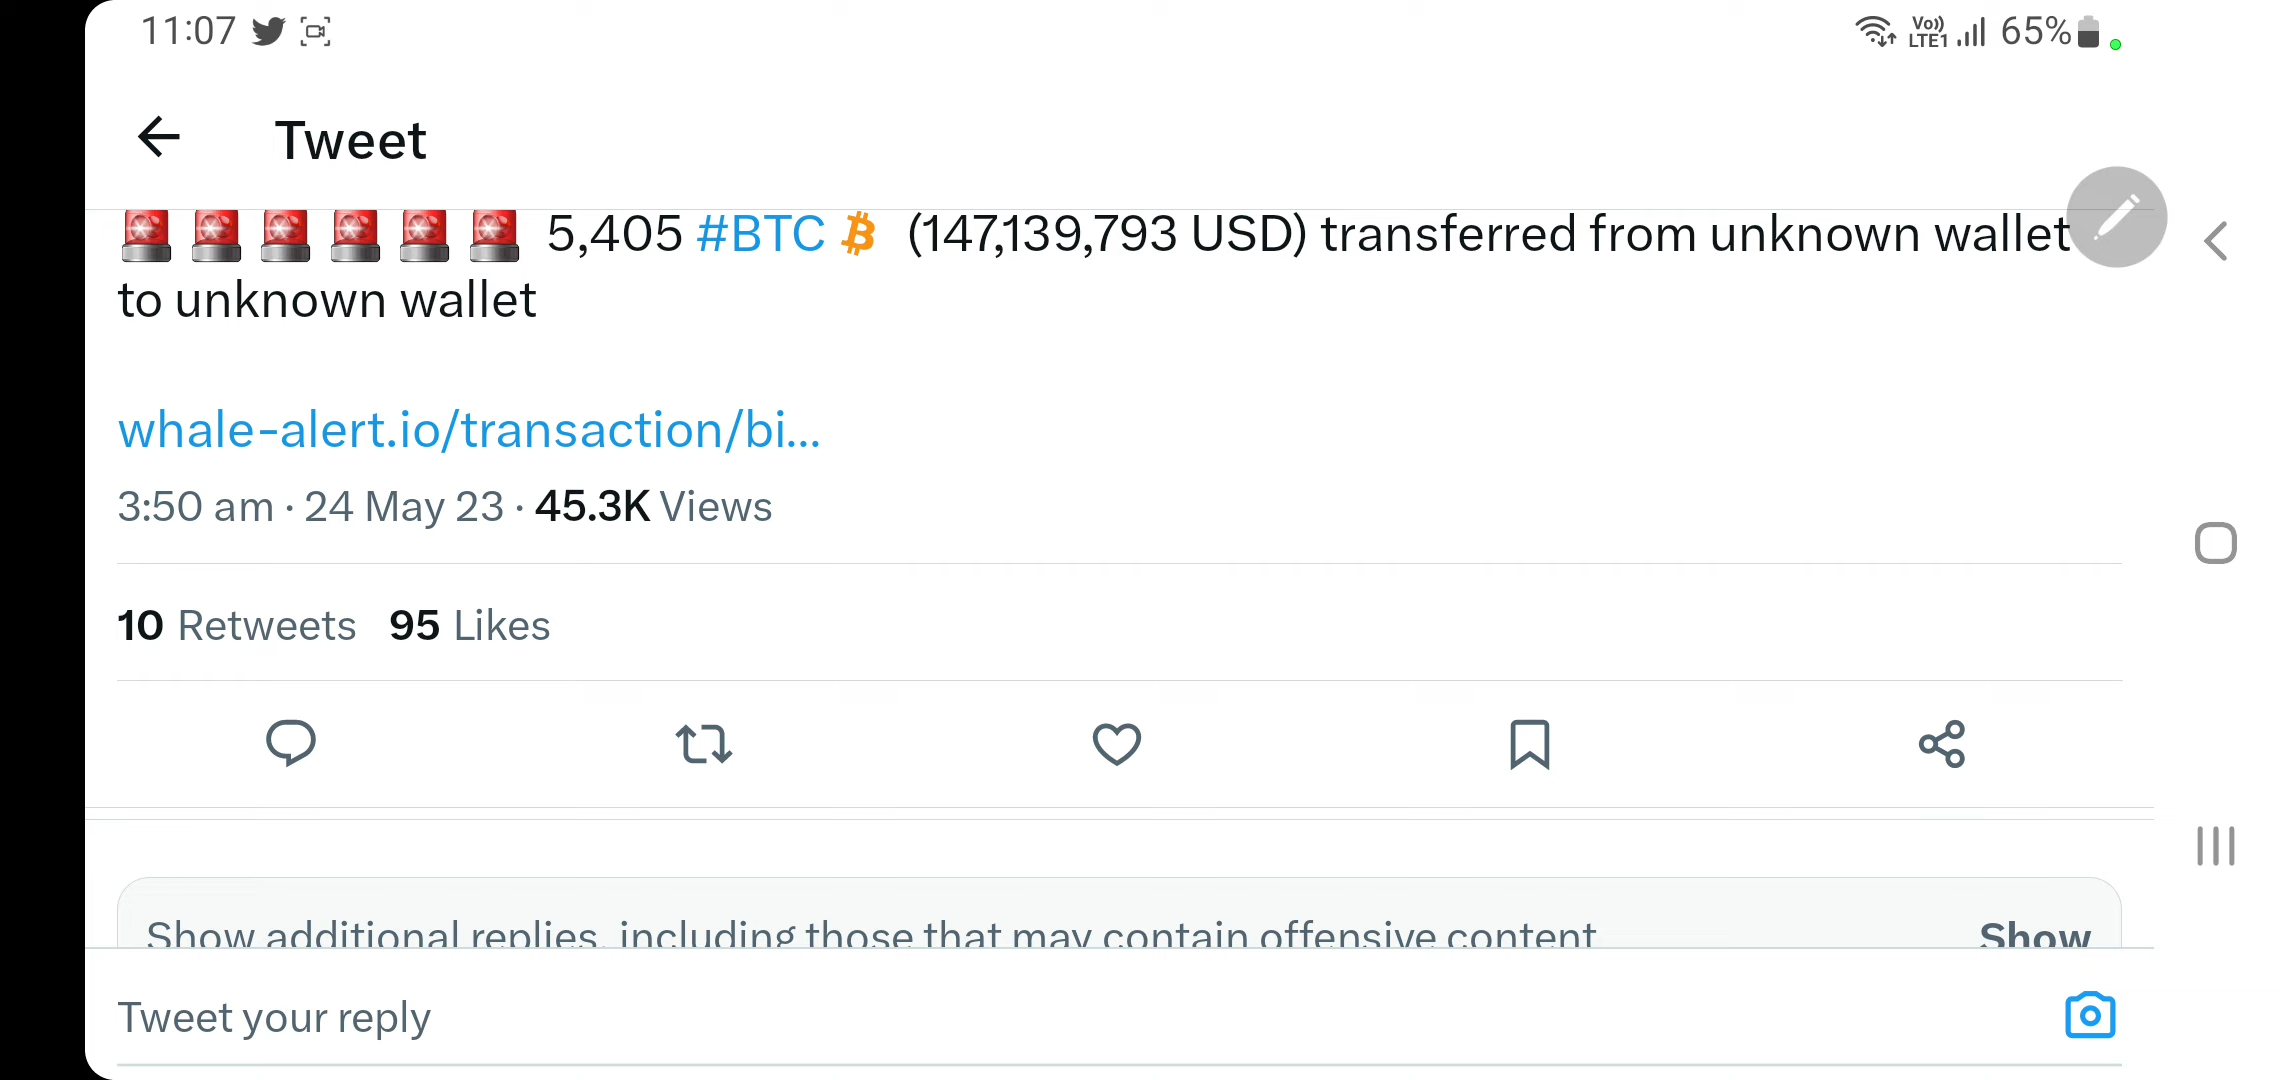 11:07 Vo)) LTE1 65%
Tweet
🚨 🚨 🚨 🚨 🚨 🚨 5,405 #BTC ₿ (147,139,793 USD) transferred from unknown wallet
to unknown wallet
whale-alert.io/transaction/bi...
3:50 am · 24 May 23 · 45.3K Views
10 Retweets 95 Likes
Show additional replies, including those that may contain offensive content Show
Tweet your reply